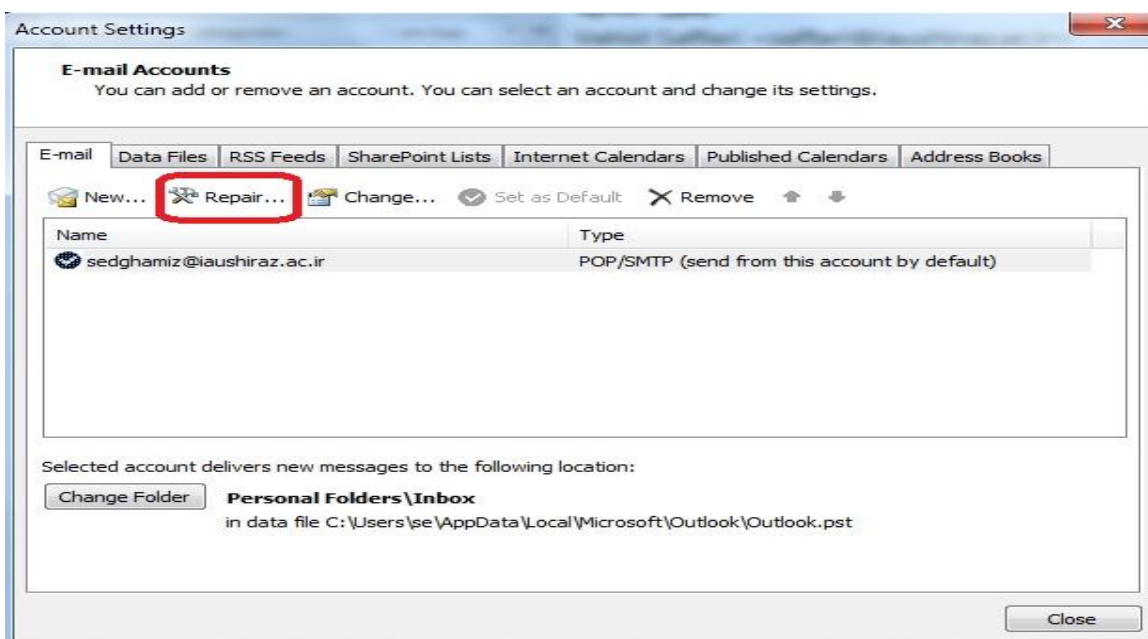 Account Settings
E-mail Accounts
You can add or remove an account. You can select an account and change its settings.
E-mail Data Files RSS Feeds SharePoint Lists Internet Calendars Published Calendars Address Books
New... Repair... Change... Set as Default Remove
Name Type
sedghamiz@iaushiraz.ac.ir POP/SMTP (send from this account by default)
Selected account delivers new messages to the following location:
Change Folder Personal Folders\Inbox
in data file C:\Users\se\AppData\Local\Microsoft\Outlook\Outlook.pst
Close